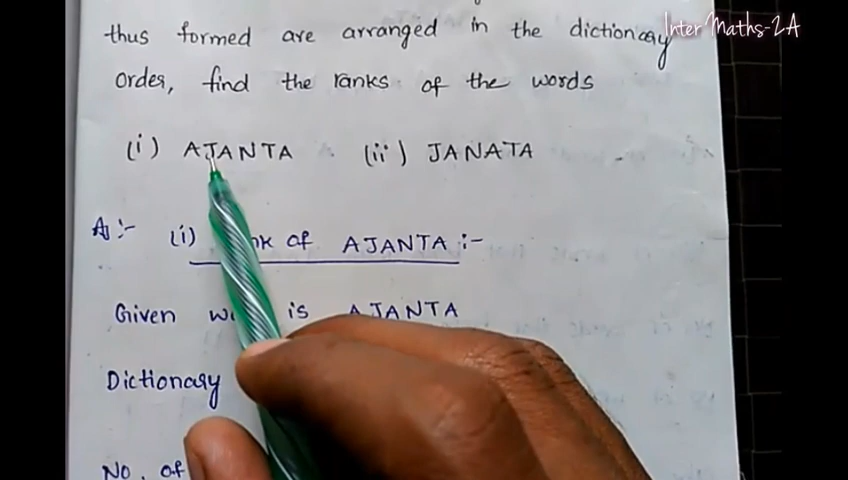 Inter Maths-2A
thus formed are arranged in the dictionary
order, find the ranks of the words
(i) AJANTA (ii) JANATA
A:- (i) of AJANTA :-
Given is AJANTA
Dictionary
No. of